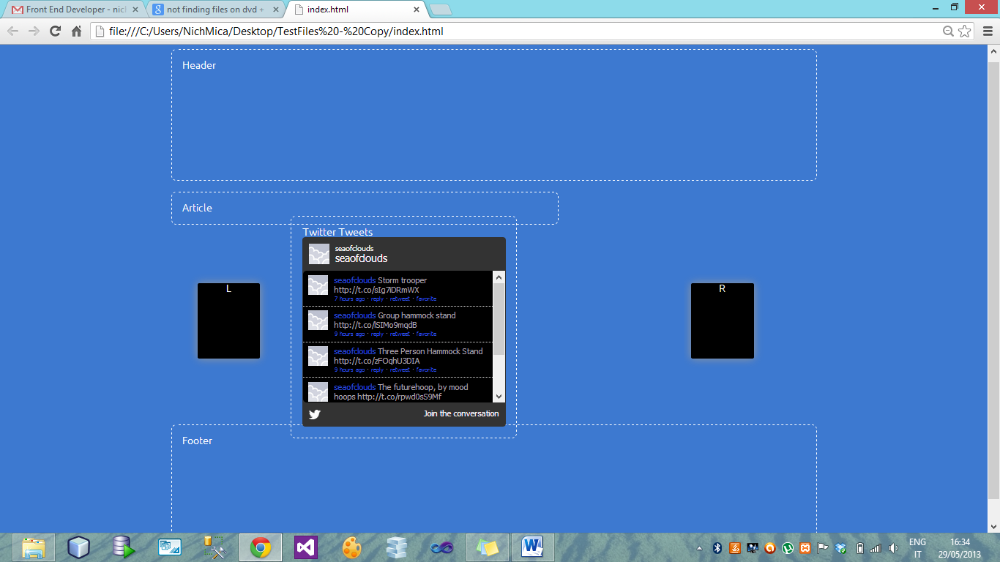 Front End Developer - nich
not finding files on dvd +
index.html
file:///C:/Users/NichMica/Desktop/TestFiles%20-%20Copy/index.html
Header
Article
Twitter Tweets
seaofclouds
seaofclouds
seaofclouds Storm trooper
http://t.co/sIg7iDRmWX
7 hours ago · reply · retweet · favorite
seaofclouds Group hammock stand
http://t.co/lSIMo9mqdB
9 hours ago · reply · retweet · favorite
seaofclouds Three Person Hammock Stand
http://t.co/zFOqhU3DIA
9 hours ago · reply · retweet · favorite
seaofclouds The futurehoop, by mood
hoops http://t.co/rpwd0sS9Mf
Join the conversation
L
R
Footer
ENG
IT
16:34
29/05/2013